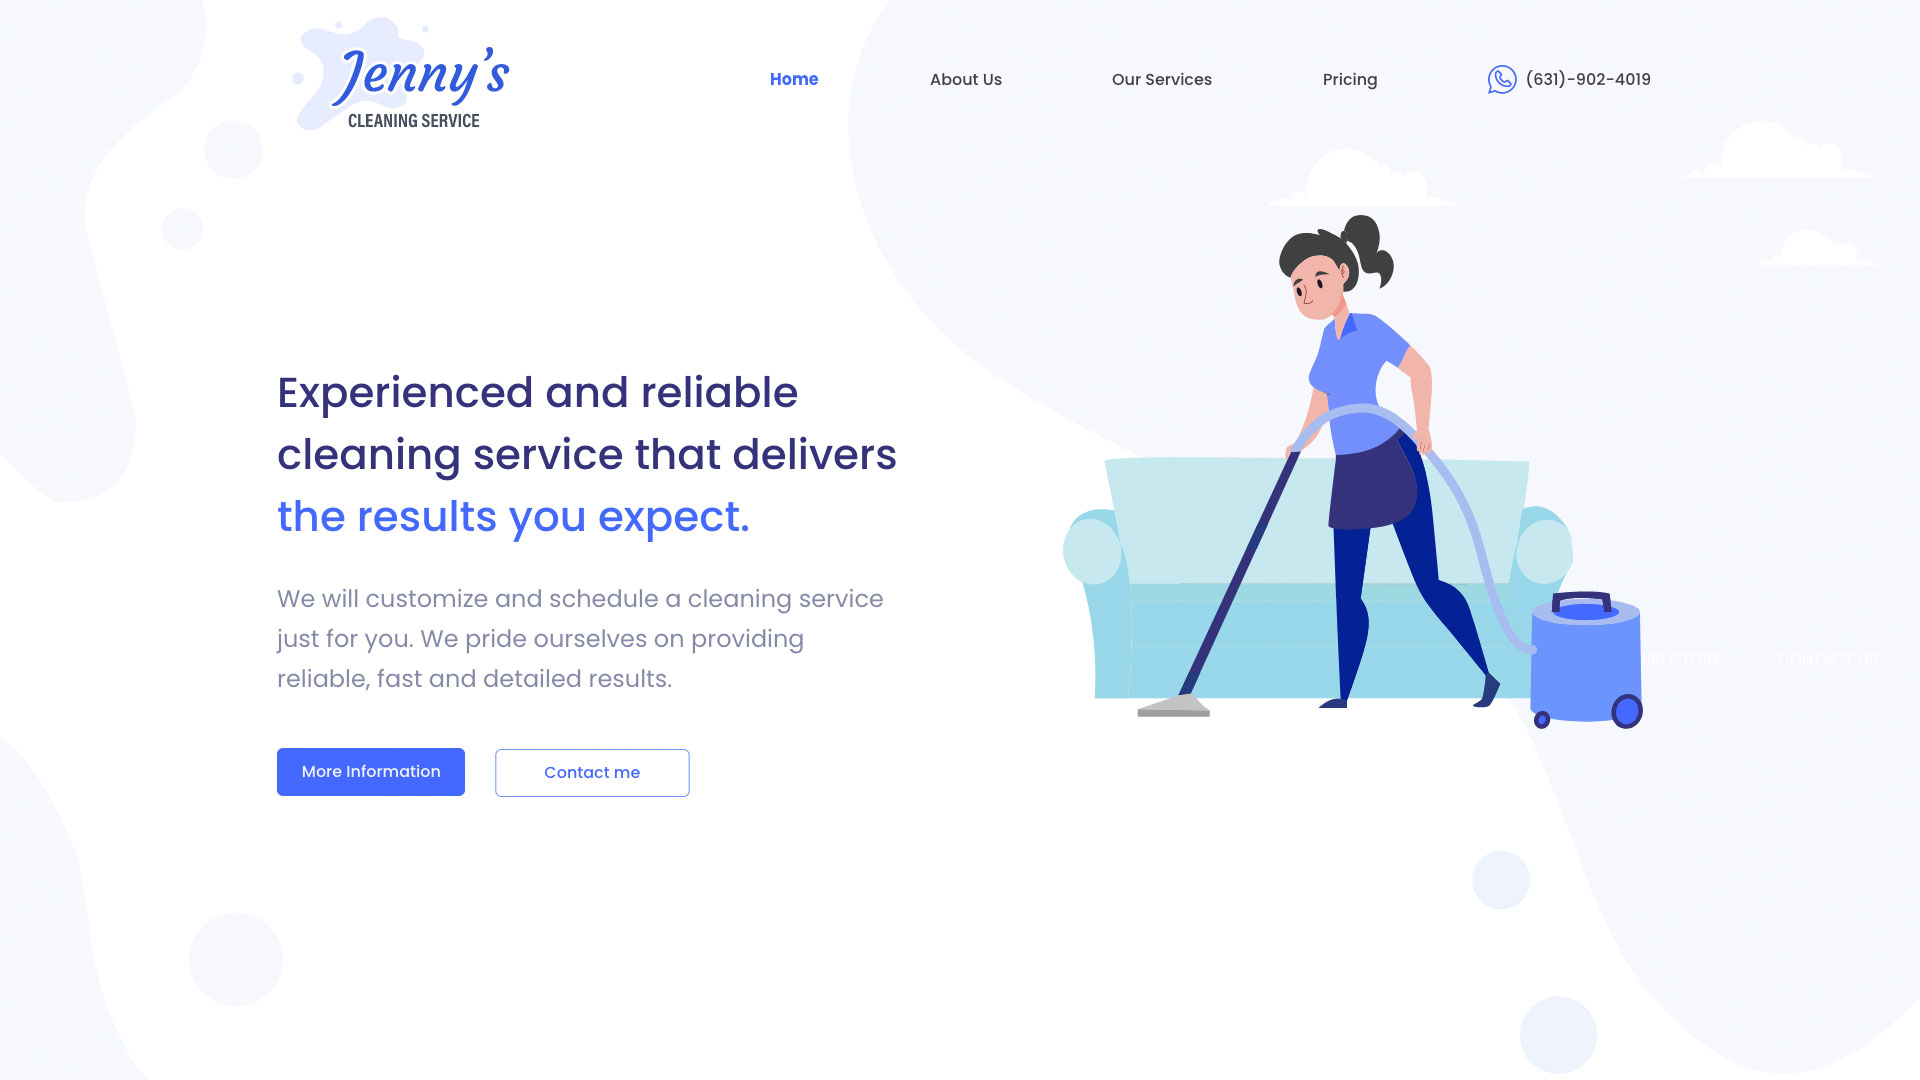 Jenny's
CLEANING SERVICE
Home
About Us
Our Services
Pricing
(631)-902-4019
Experienced and reliable
cleaning service that delivers
the results you expect.
We will customize and schedule a cleaning service
just for you. We pride ourselves on providing
reliable, fast and detailed results.
CONTACT US
More Information
Contact me